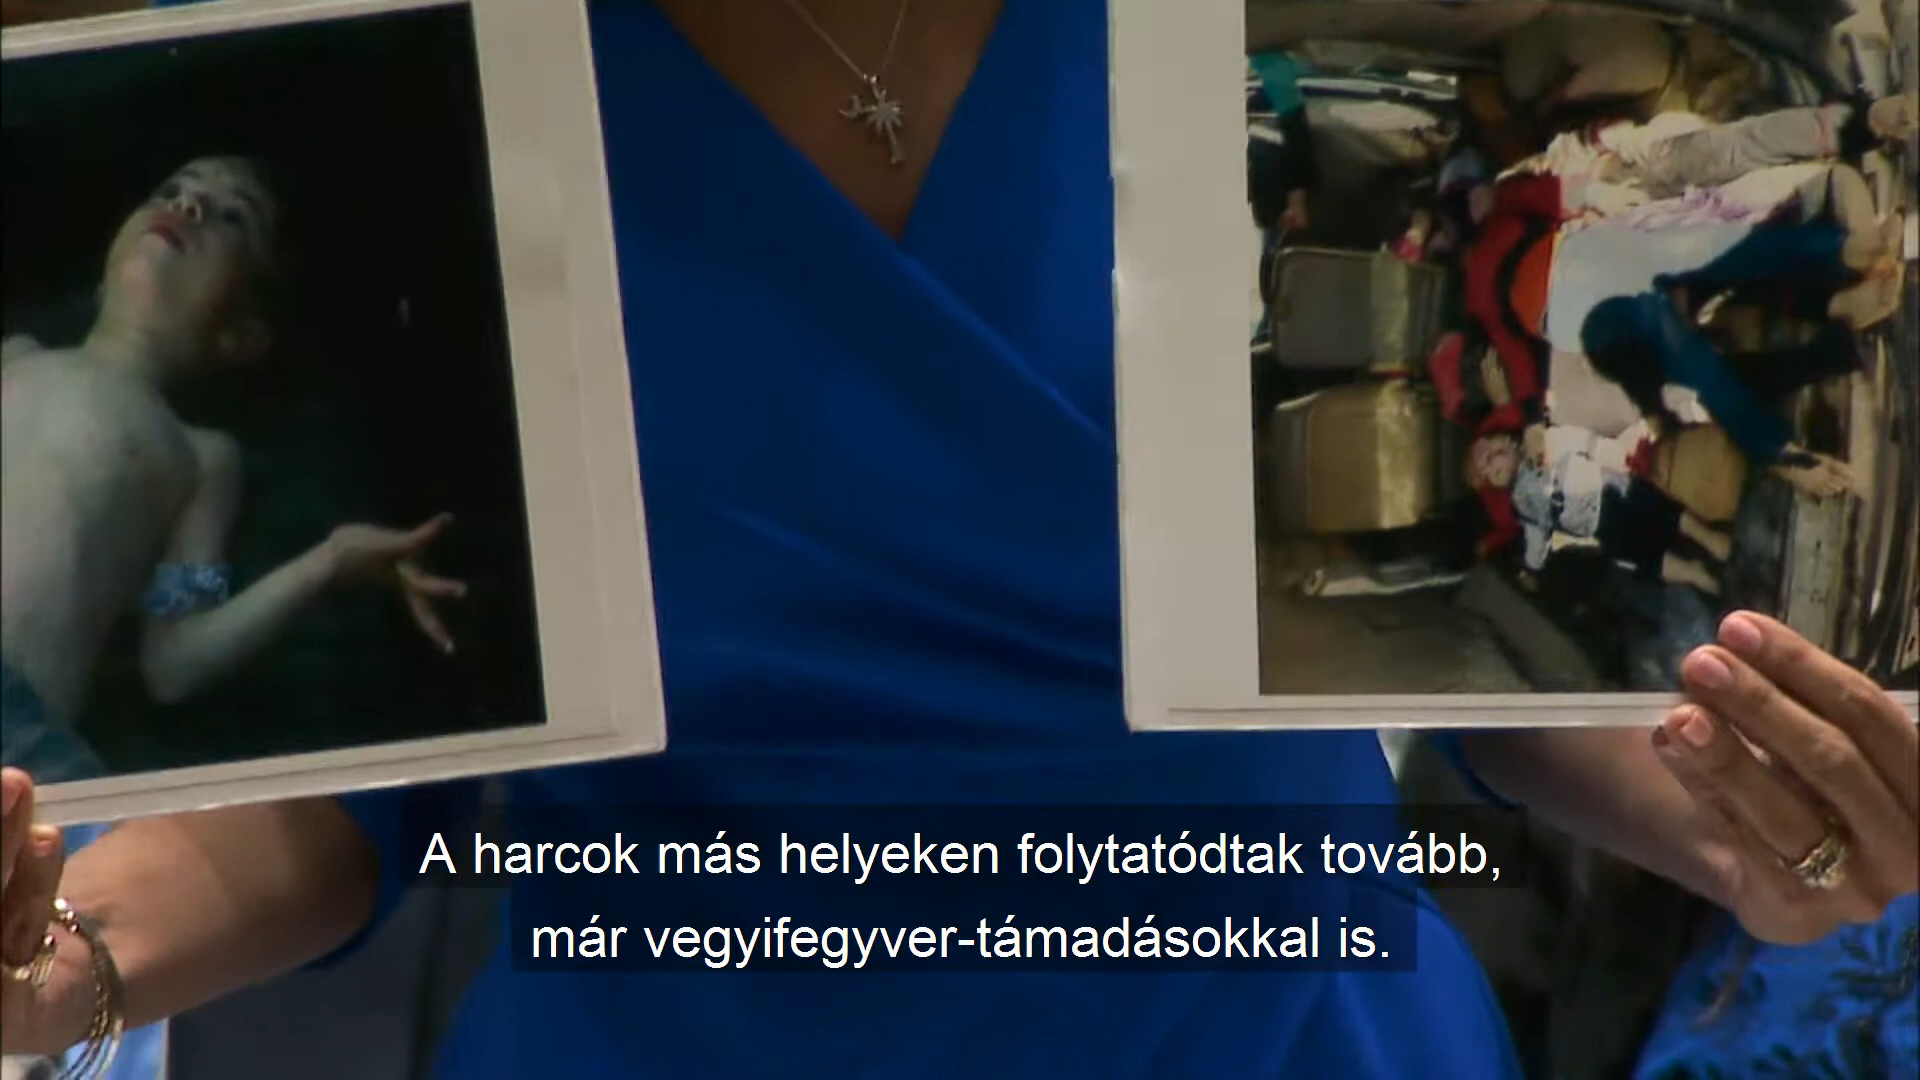 A harcok más helyeken folytatódtak tovább,
már vegyifegyver-támadásokkal is.